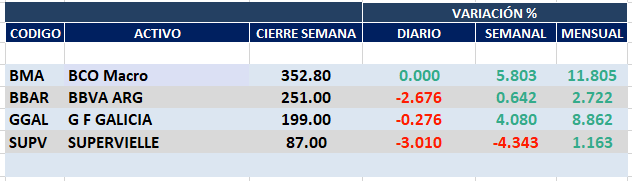 VARIACIÓN %
CODIGO ACTIVO CIERRE SEMANA DIARIO SEMANAL MENSUAL
BMA BCO Macro 352.80 0.000 5.803 11.805
BBAR BBVA ARG 251.00 -2.676 0.642 2.722
GGAL G F GALICIA 199.00 -0.276 4.080 8.862
SUPV SUPERVIELLE 87.00 -3.010 -4.343 1.163